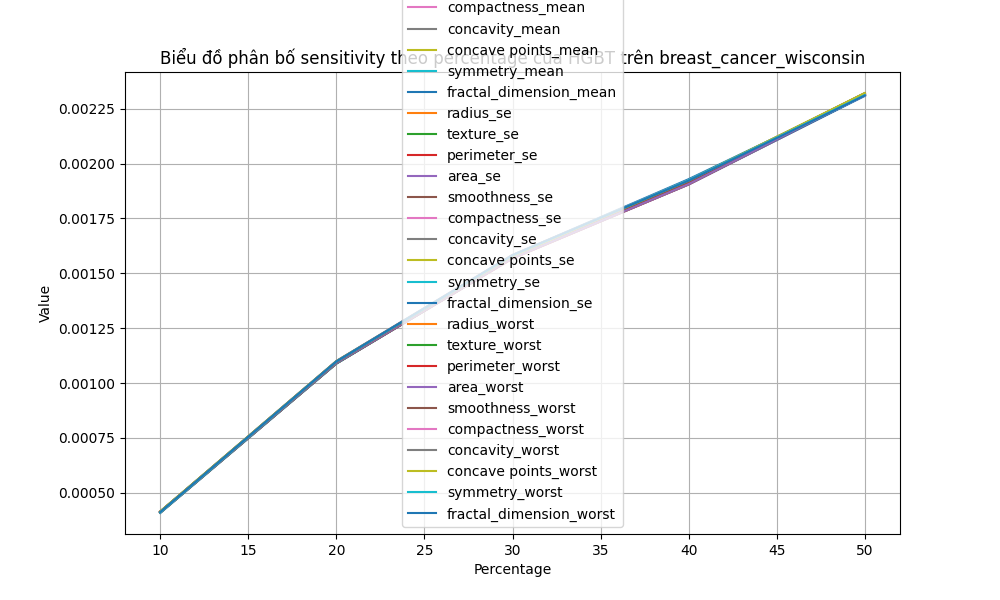 compactness_mean
concavity_mean
concave points_mean
Biểu đồ phân bố sensitivity theo percentage của HGBT trên breast_cancer_wisconsin
symmetry_mean
fractal_dimension_mean
radius_se
texture_se
perimeter_se
area_se
smoothness_se
compactness_se
concavity_se
concave points_se
symmetry_se
fractal_dimension_se
radius_worst
texture_worst
perimeter_worst
area_worst
smoothness_worst
compactness_worst
concavity_worst
concave points_worst
symmetry_worst
fractal_dimension_worst
0.00225
0.00200
0.00175
0.00150
0.00125
0.00100
0.00075
0.00050
Value
10 15 20 25 30 35 40 45 50
Percentage